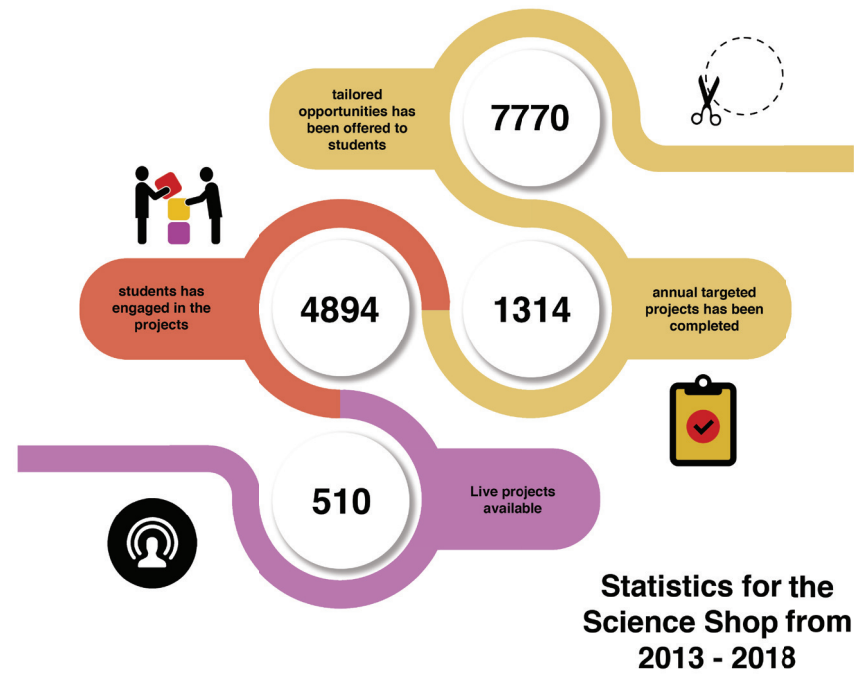 tailored
opportunities has
been offered to
students
7770
students has
engaged in the
projects
4894
1314
annual targeted
projects has been
completed
510
Live projects
available
Statistics for the
Science Shop from
2013 - 2018